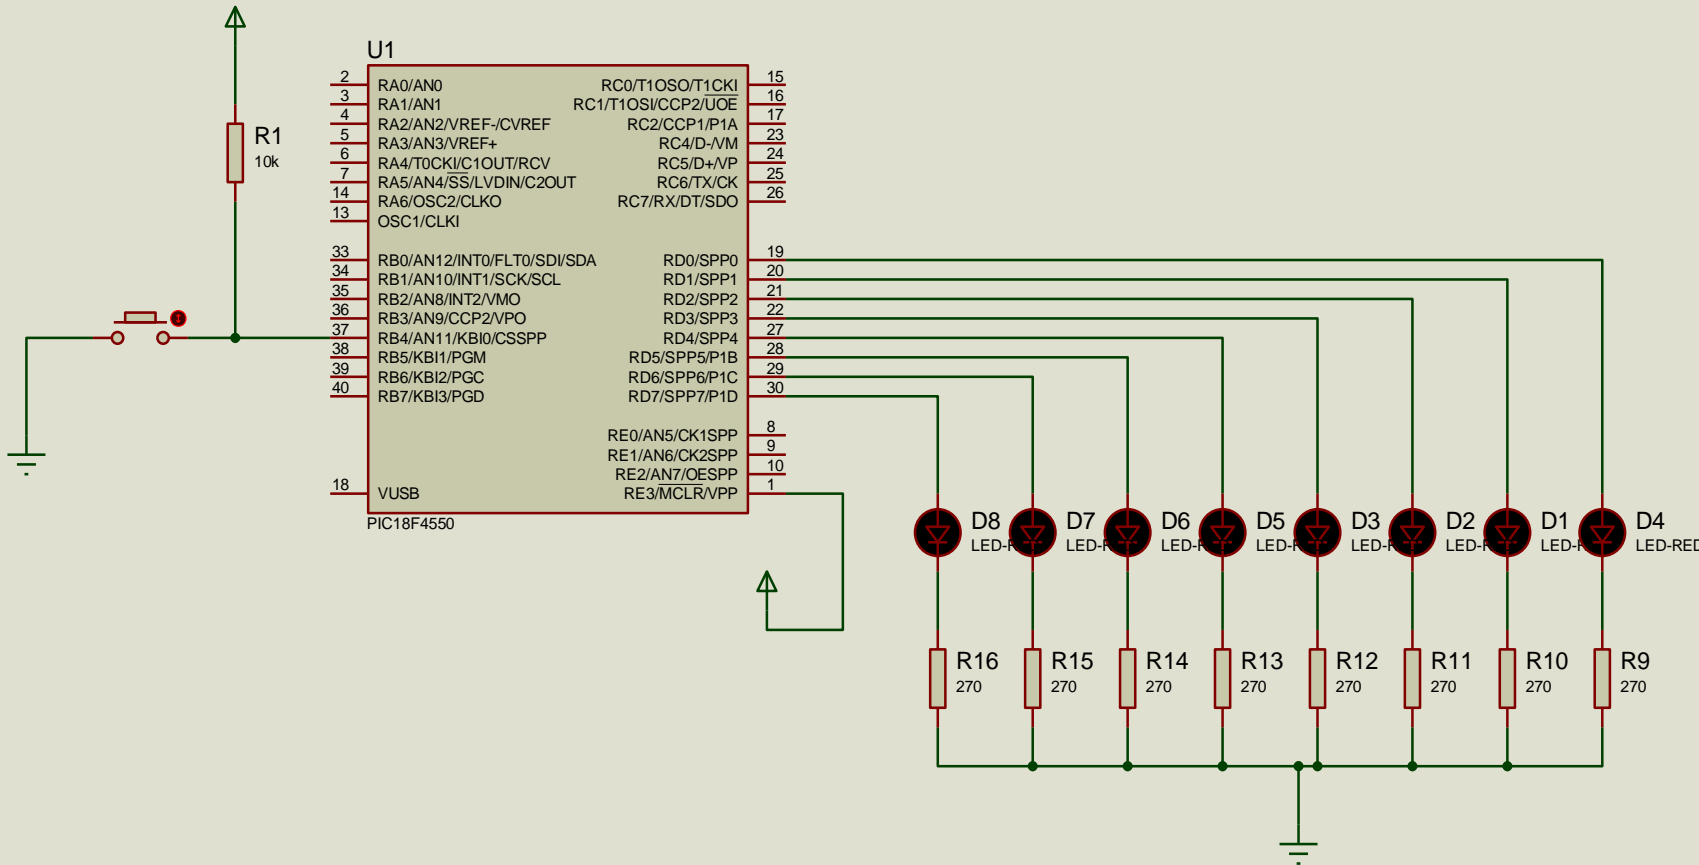 U1
2 RA0/AN0
3 RA1/AN1
4 RA2/AN2/VREF-/CVREF
5 RA3/AN3/VREF+
6 RA4/T0CKI/C1OUT/RCV
7 RA5/AN4/SS/LVDIN/C2OUT
14 RA6/OSC2/CLKO
13 OSC1/CLKI
33 RB0/AN12/INT0/FLT0/SDI/SDA
34 RB1/AN10/INT1/SCK/SCL
35 RB2/AN8/INT2/VMO
36 RB3/AN9/CCP2/VPO
37 RB4/AN11/KBI0/CSSPP
38 RB5/KBI1/PGM
39 RB6/KBI2/PGC
40 RB7/KBI3/PGD
18 VUSB
RC0/T1OSO/T1CKI 15
RC1/T1OSI/CCP2/UOE 16
RC2/CCP1/P1A 17
RC4/D-/VM 23
RC5/D+/VP 24
RC6/TX/CK 25
RC7/RX/DT/SDO 26
RD0/SPP0 19
RD1/SPP1 20
RD2/SPP2 21
RD3/SPP3 22
RD4/SPP4 27
RD5/SPP5/P1B 28
RD6/SPP6/P1C 29
RD7/SPP7/P1D 30
RE0/AN5/CK1SPP 8
RE1/AN6/CK2SPP 9
RE2/AN7/OESPP 10
RE3/MCLR/VPP 1
PIC18F4550
R1
10k
D8 D7 D6 D5 D3 D2 D1 D4
LED-R LED-R LED-R LED-R LED-R LED-R LED-R LED-RED
R16 R15 R14 R13 R12 R11 R10 R9
270 270 270 270 270 270 270 270